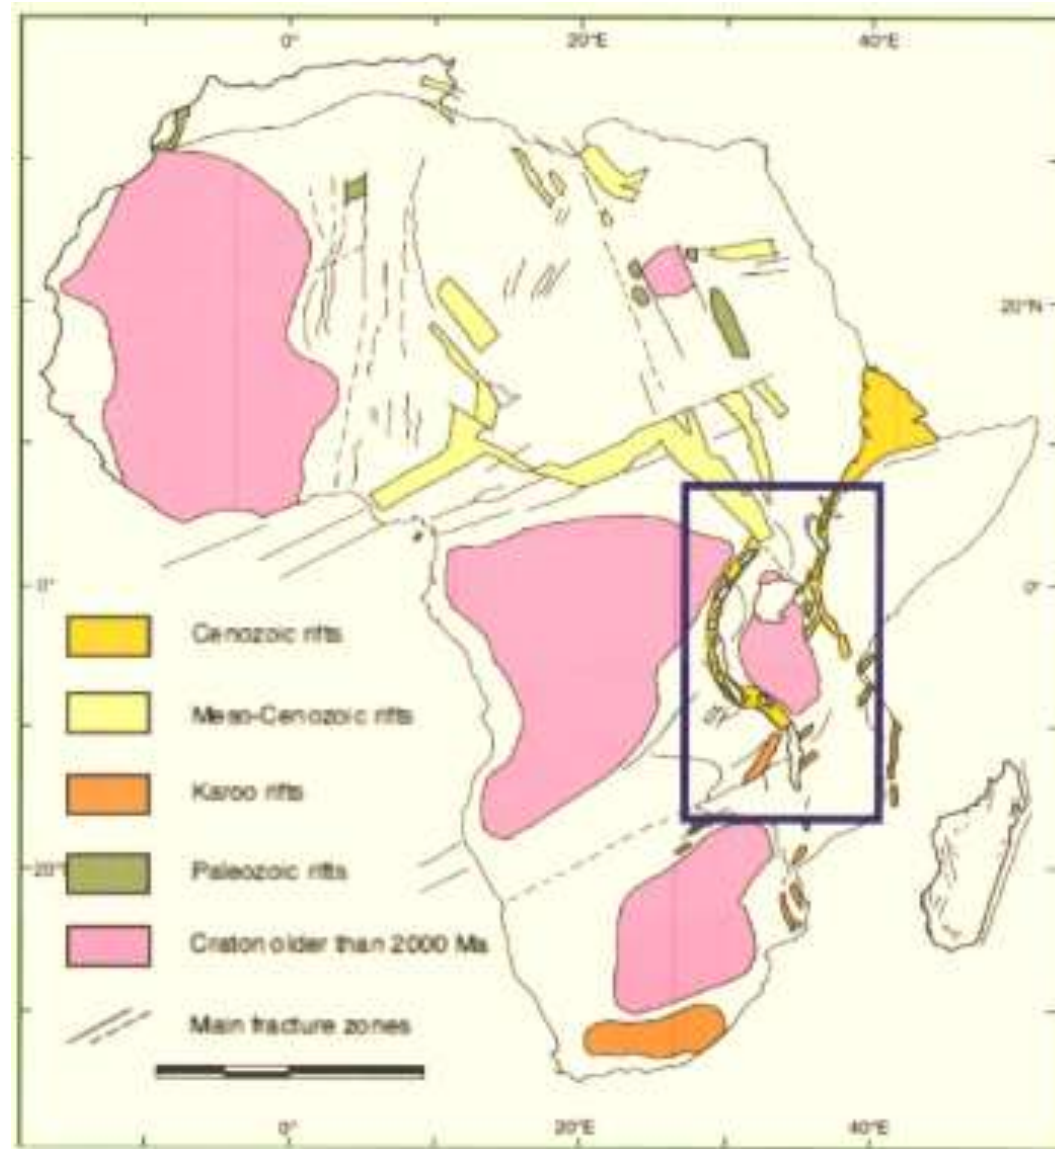 0° 20°E 40°E
20°N
0° 0°
Cenozoic rifts
Meso-Cenozoic rifts
Karoo rifts
20°
Paleozoic rifts
Craton older than 2000 Ma
Main fracture zones
0° 20°E 40°E